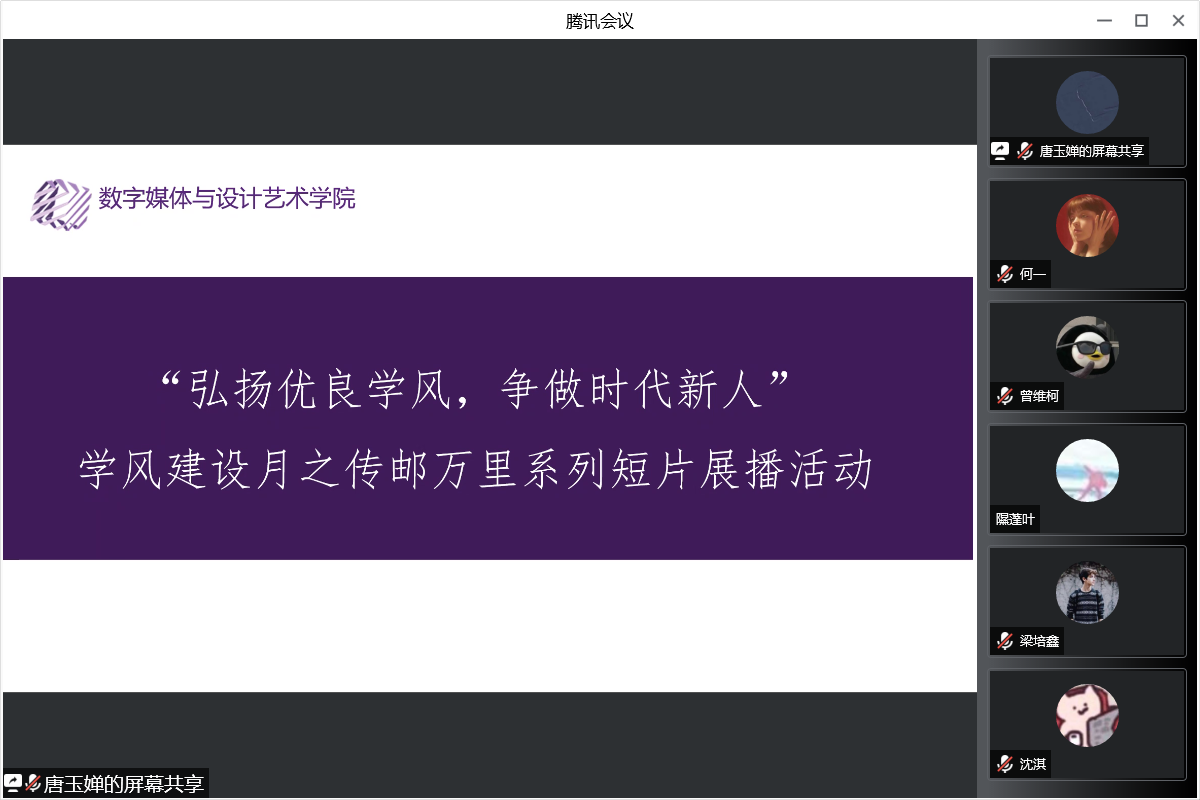 腾讯会议
数字媒体与设计艺术学院
“弘扬优良学风，争做时代新人”
学风建设月之传邮万里系列短片展播活动
唐玉婵的屏幕共享
唐玉婵的屏幕共享
何一
曾维柯
隰蓬叶
梁培鑫
沈淇